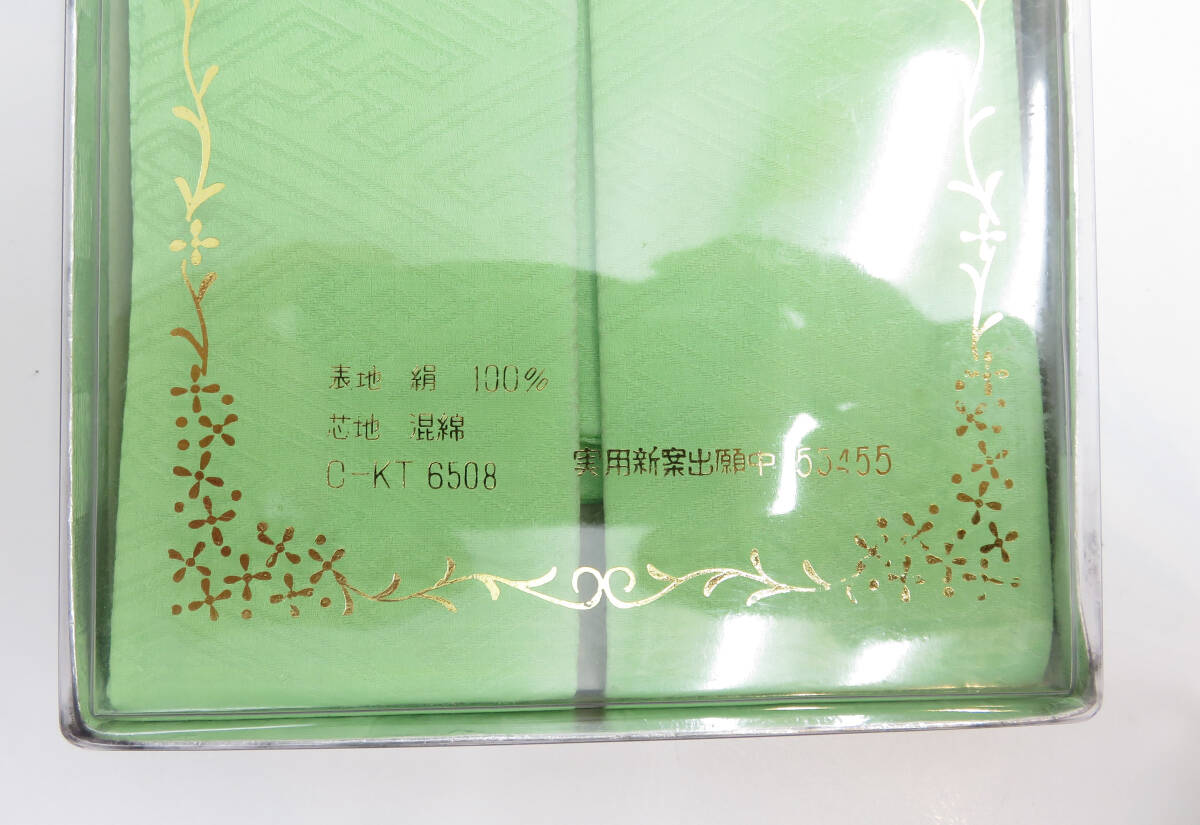 表地 絹 100%
芯地 混綿
C-KT 6508
実用新案出願中 55455